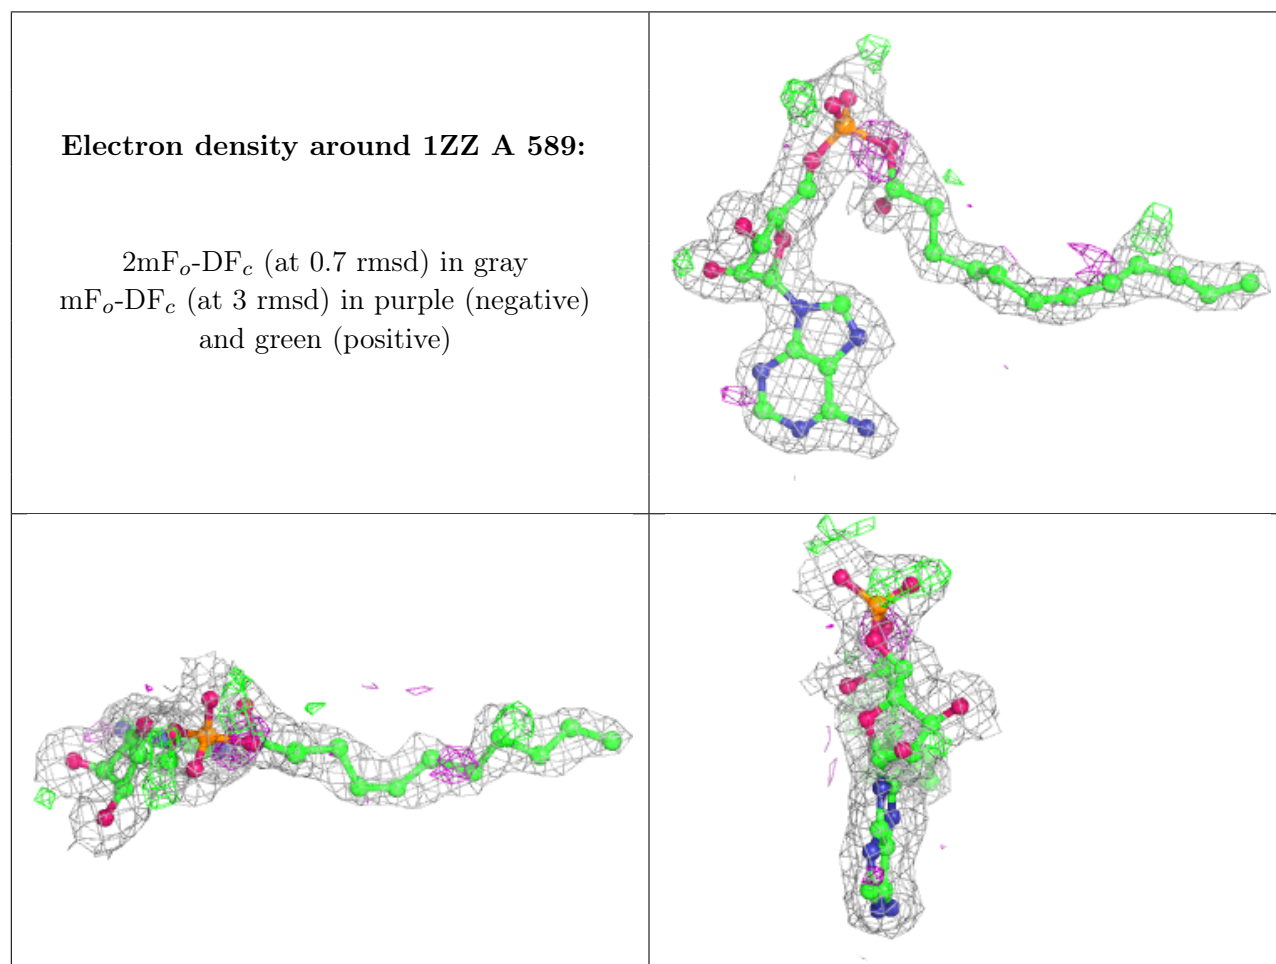 Electron density around 1ZZ A 589:
2mFₒ-DF𝒸 (at 0.7 rmsd) in gray
mFₒ-DF𝒸 (at 3 rmsd) in purple (negative)
and green (positive)